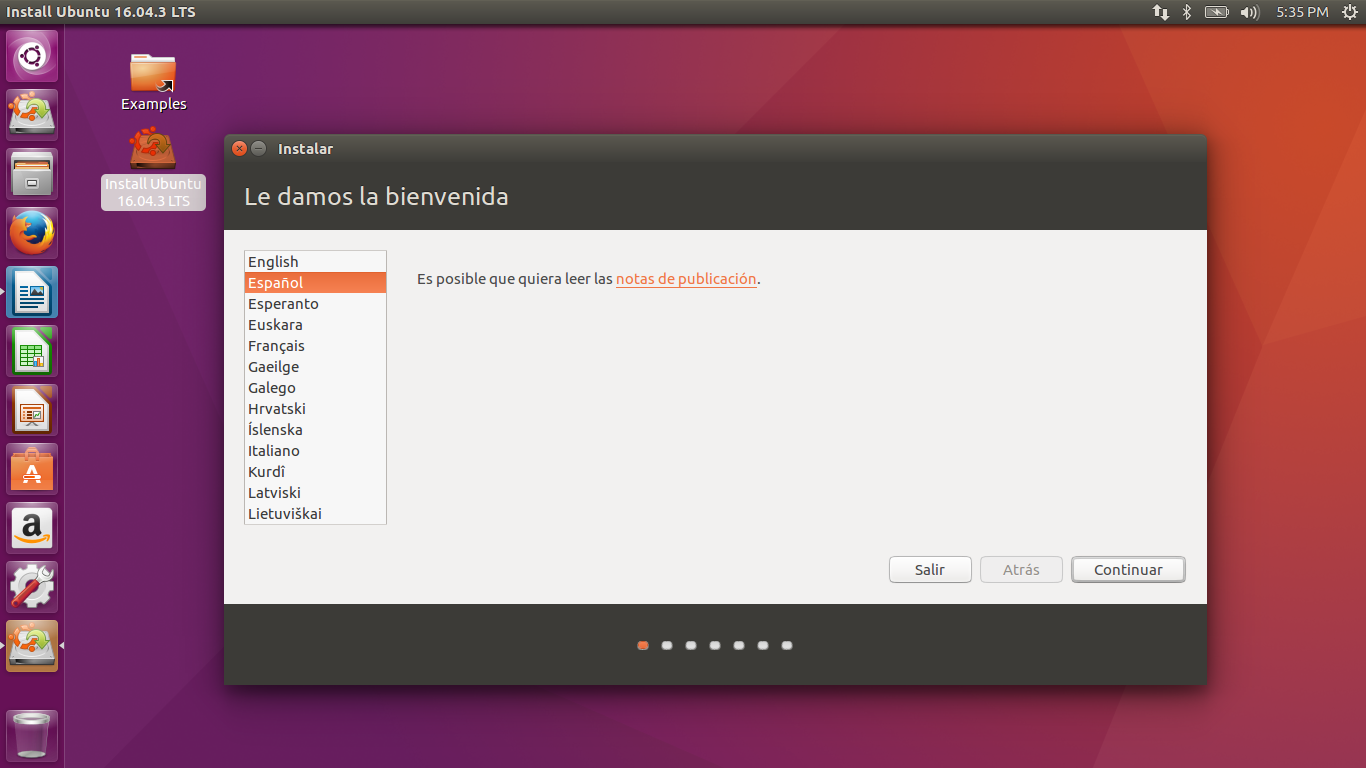 Install Ubuntu 16.04.3 LTS
5:35 PM
Examples
Install Ubuntu
16.04.3 LTS
Instalar
Le damos la bienvenida
English
Español
Esperanto
Euskara
Français
Gaeilge
Galego
Hrvatski
Íslenska
Italiano
Kurdî
Latviski
Lietuviškai
Es posible que quiera leer las notas de publicación.
Salir
Atrás
Continuar